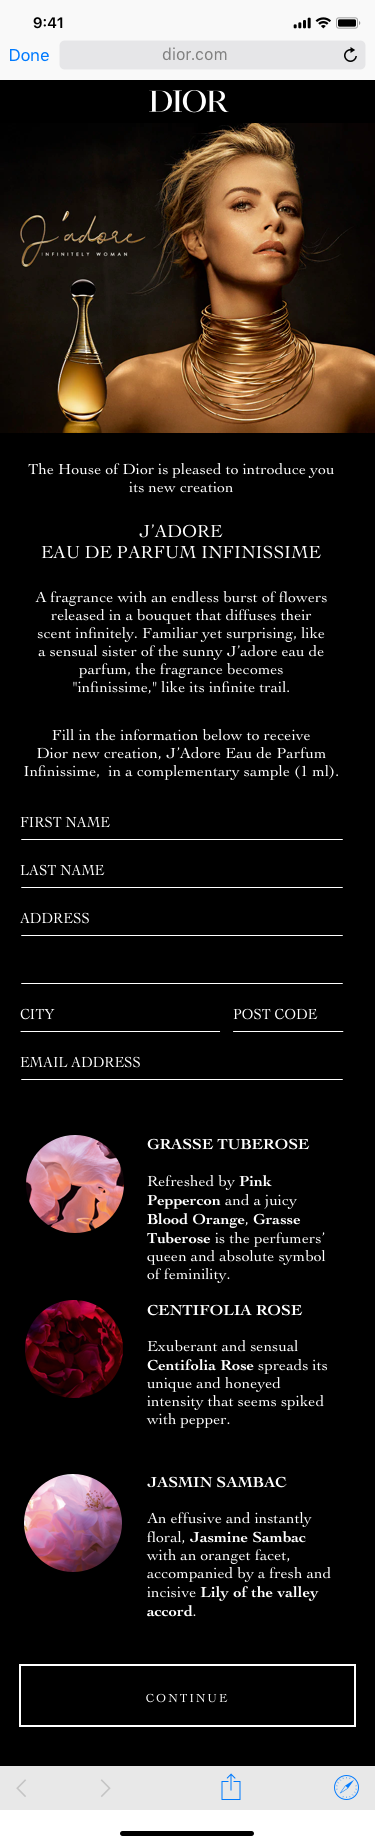 9:41
Done
dior.com
DIOR
J'adore
INFINITELY WOMAN
The House of Dior is pleased to introduce you
its new creation
J'ADORE
EAU DE PARFUM INFINISSIME
A fragrance with an endless burst of flowers
released in a bouquet that diffuses their
scent infinitely. Familiar yet surprising, like
a sensual sister of the sunny J'adore eau de
parfum, the fragrance becomes
"infinissime," like its infinite trail.
Fill in the information below to receive
Dior new creation, J'Adore Eau de Parfum
Infinissime, in a complementary sample (1 ml).
FIRST NAME
LAST NAME
ADDRESS
CITY POST CODE
EMAIL ADDRESS
GRASSE TUBEROSE
Refreshed by Pink
Peppercon and a juicy
Blood Orange, Grasse
Tuberose is the perfumers'
queen and absolute symbol
of feminility.
CENTIFOLIA ROSE
Exuberant and sensual
Centifolia Rose spreads its
unique and honeyed
intensity that seems spiked
with pepper.
JASMIN SAMBAC
An effusive and instantly
floral, Jasmine Sambac
with an oranget facet,
accompanied by a fresh and
incisive Lily of the valley
accord.
CONTINUE